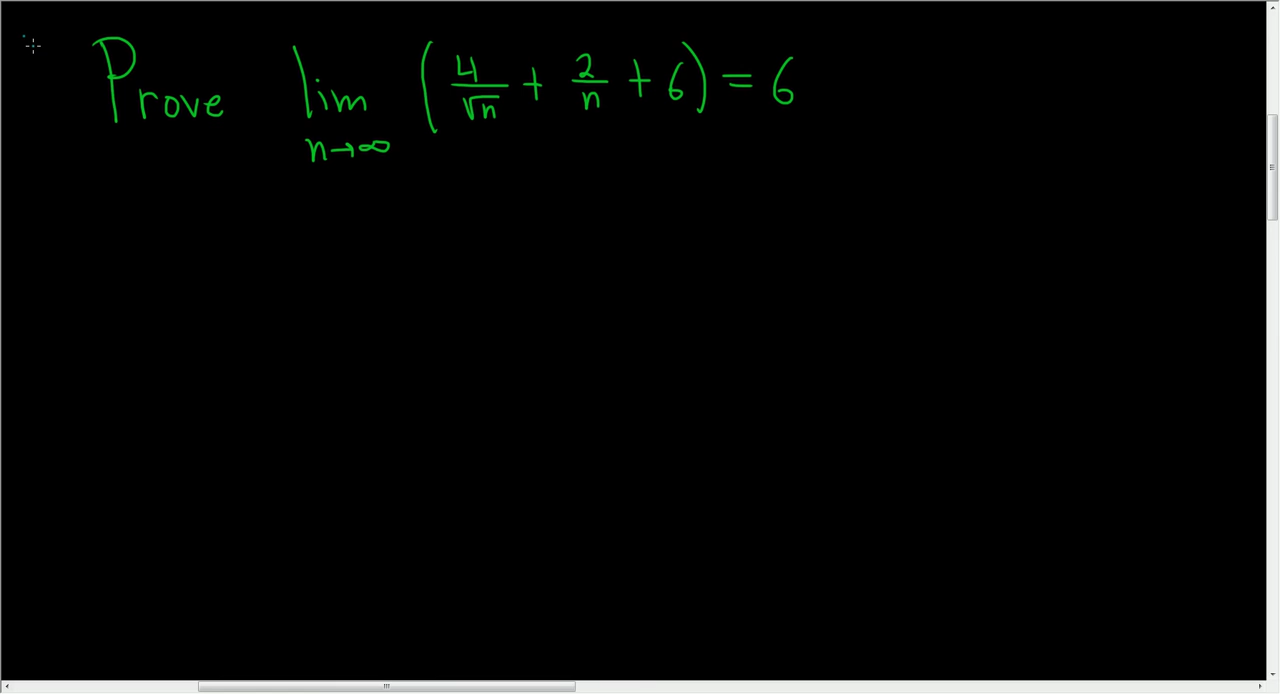 Prove lim n→∞ (4/√n + 2/n + 6) = 6